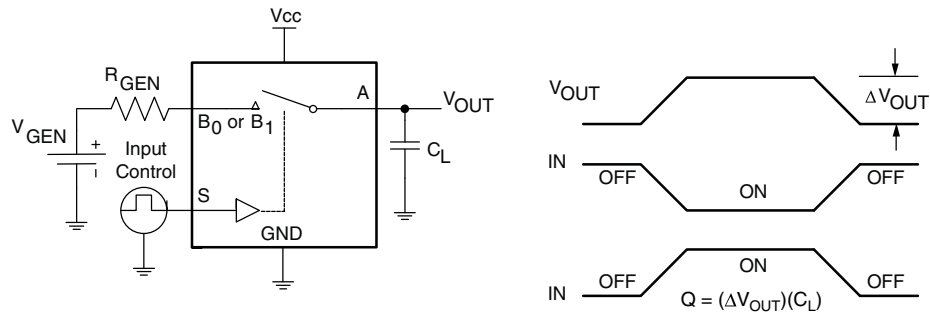 Vcc
R_GEN
A
V_OUT
V_GEN
+
-
B_0 or B_1
C_L
Input
Control
S
GND
V_OUT
ΔV_OUT
IN
OFF
ON
OFF
IN
OFF
ON
OFF
Q = (ΔV_OUT)(C_L)